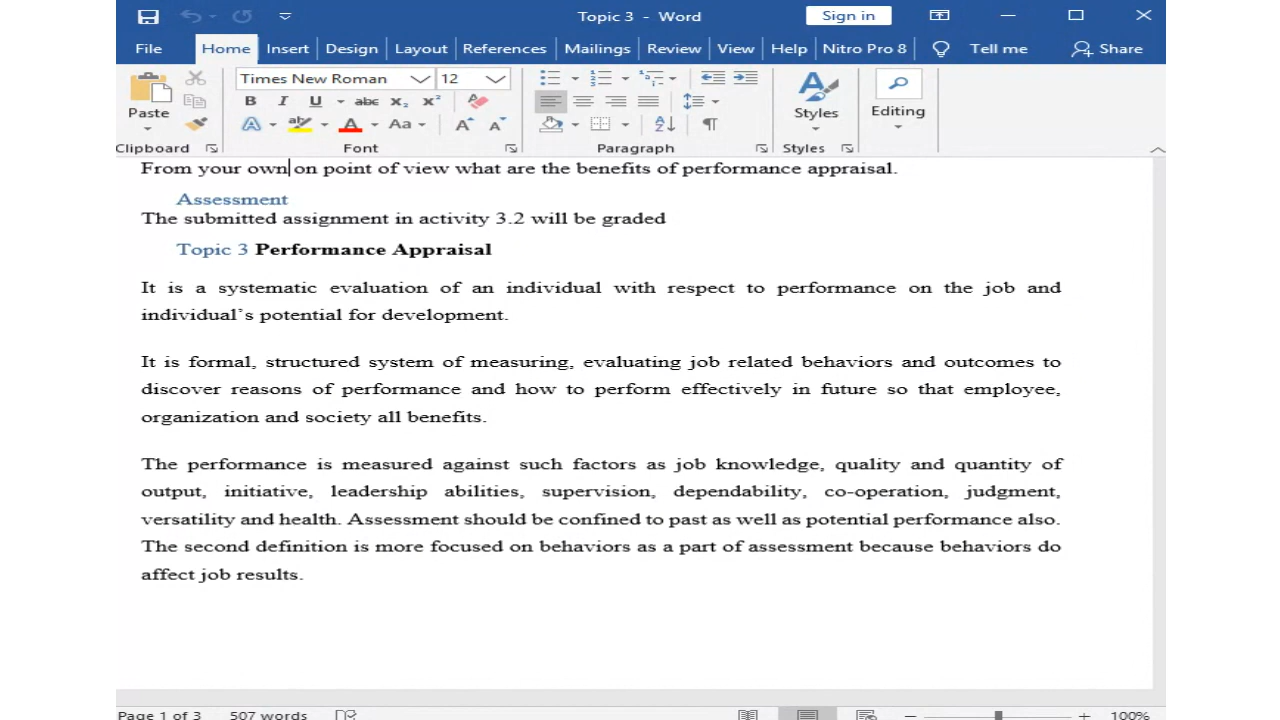 Topic 3 - Word
Sign in
File Home Insert Design Layout References Mailings Review View Help Nitro Pro 8 Tell me Share
Times New Roman 12
Paste
B I U abc x₂ x²
Styles
Editing
Aa A A
Clipboard Font Paragraph Styles
From your own on point of view what are the benefits of performance appraisal.
Assessment
The submitted assignment in activity 3.2 will be graded
Topic 3 Performance Appraisal
It is a systematic evaluation of an individual with respect to performance on the job and
individual's potential for development.
It is formal, structured system of measuring, evaluating job related behaviors and outcomes to
discover reasons of performance and how to perform effectively in future so that employee,
organization and society all benefits.
The performance is measured against such factors as job knowledge, quality and quantity of
output, initiative, leadership abilities, supervision, dependability, co-operation, judgment,
versatility and health. Assessment should be confined to past as well as potential performance also.
The second definition is more focused on behaviors as a part of assessment because behaviors do
affect job results.
Page 1 of 3 507 words 100%